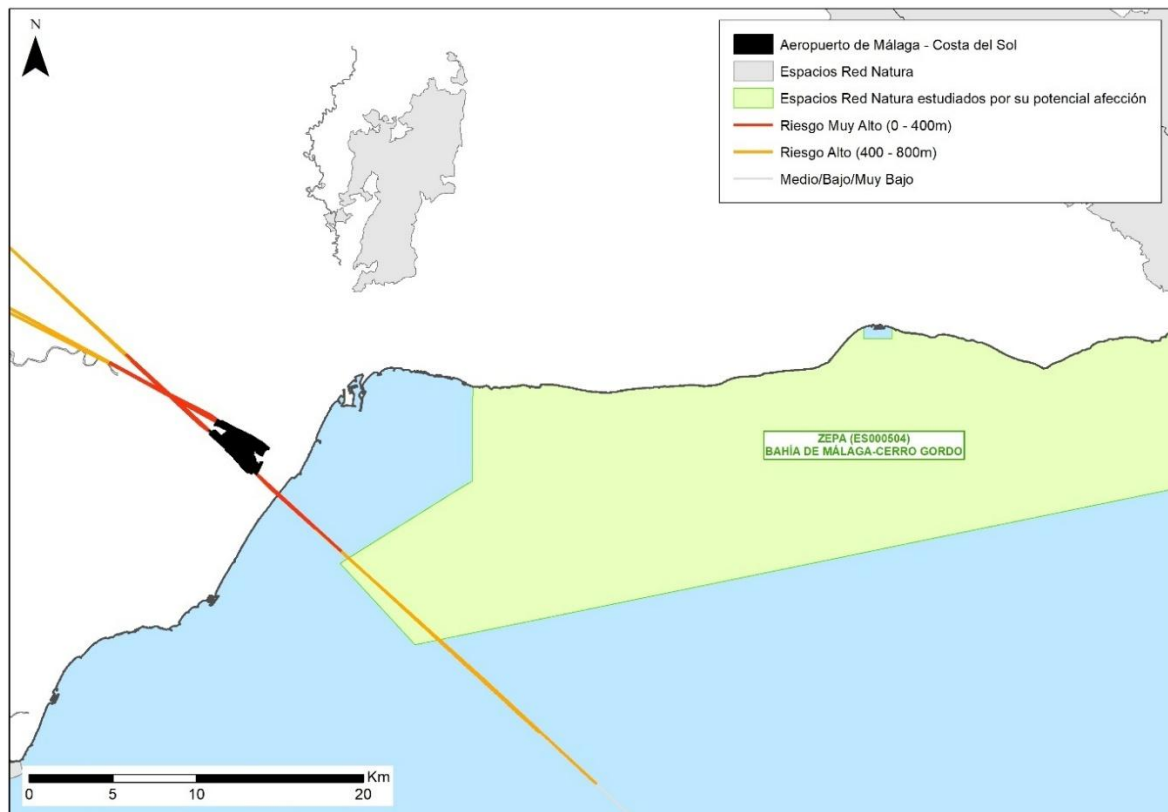 N
Aeropuerto de Málaga - Costa del Sol
Espacios Red Natura
Espacios Red Natura estudiados por su potencial afección
Riesgo Muy Alto (0 - 400m)
Riesgo Alto (400 - 800m)
Medio/Bajo/Muy Bajo
ZEPA (ES000504)
BAHÍA DE MÁLAGA-CERRO GORDO
Km
0 5 10 20